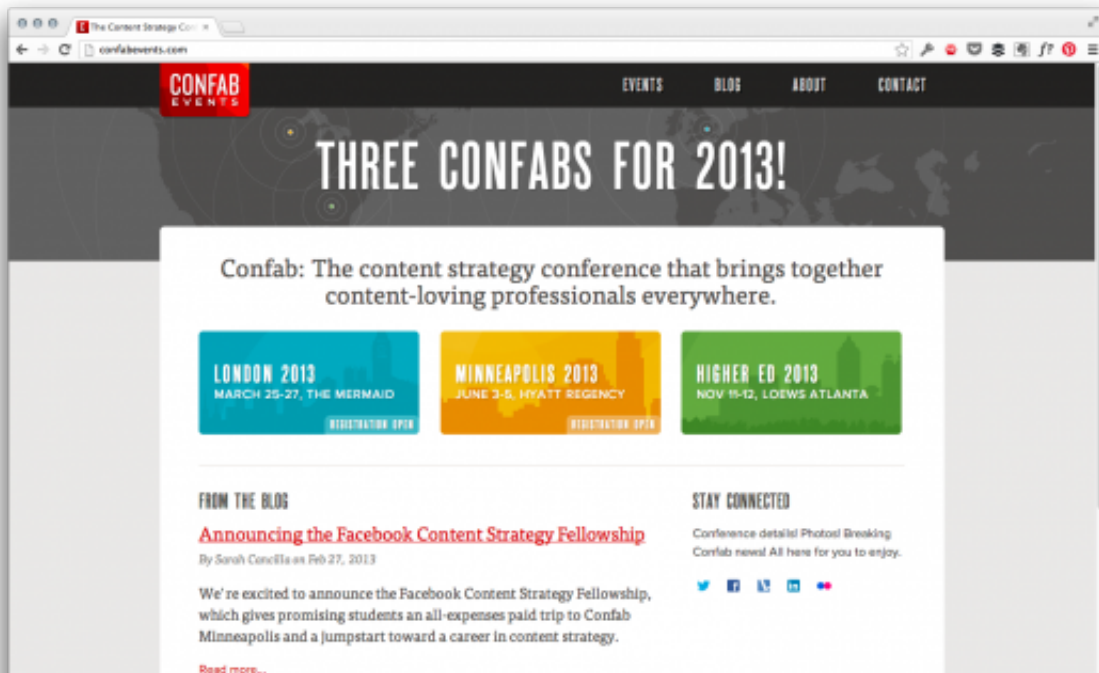 The Content Strategy Con
confabevents.com
CONFAB
EVENTS
EVENTS BLOG ABOUT CONTACT
THREE CONFABS FOR 2013!
Confab: The content strategy conference that brings together
content-loving professionals everywhere.
LONDON 2013
MARCH 25-27, THE MERMAID
REGISTRATION OPEN
MINNEAPOLIS 2013
JUNE 3-5, HYATT REGENCY
REGISTRATION OPEN
HIGHER ED 2013
NOV 11-12, LOEWS ATLANTA
FROM THE BLOG
Announcing the Facebook Content Strategy Fellowship
By Sarah Cancilla on Feb 27, 2013
We're excited to announce the Facebook Content Strategy Fellowship,
which gives promising students an all-expenses paid trip to Confab
Minneapolis and a jumpstart toward a career in content strategy.
Read more...
STAY CONNECTED
Conference details! Photos! Breaking
Confab news! All here for you to enjoy.